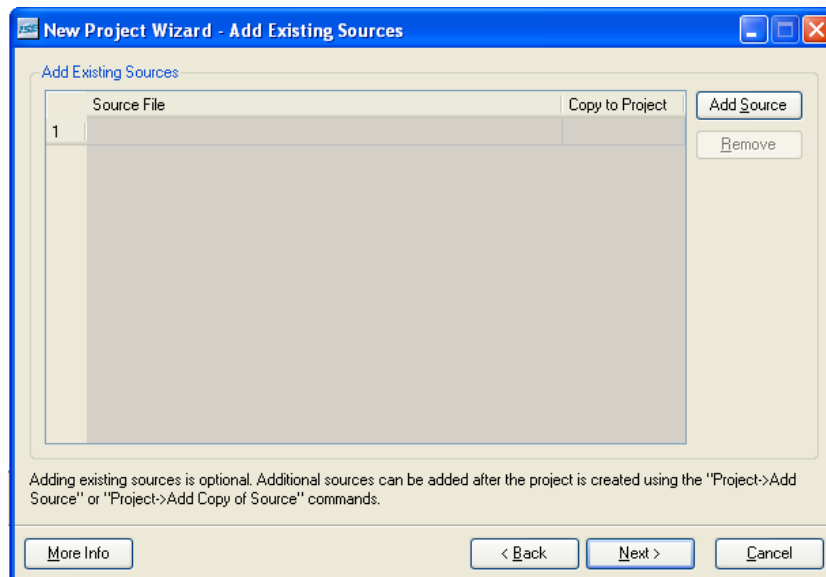 ISE New Project Wizard - Add Existing Sources
Add Existing Sources
Source File Copy to Project
Add Source
1
Remove
Adding existing sources is optional. Additional sources can be added after the project is created using the "Project->Add
Source" or "Project->Add Copy of Source" commands.
More Info < Back Next > Cancel